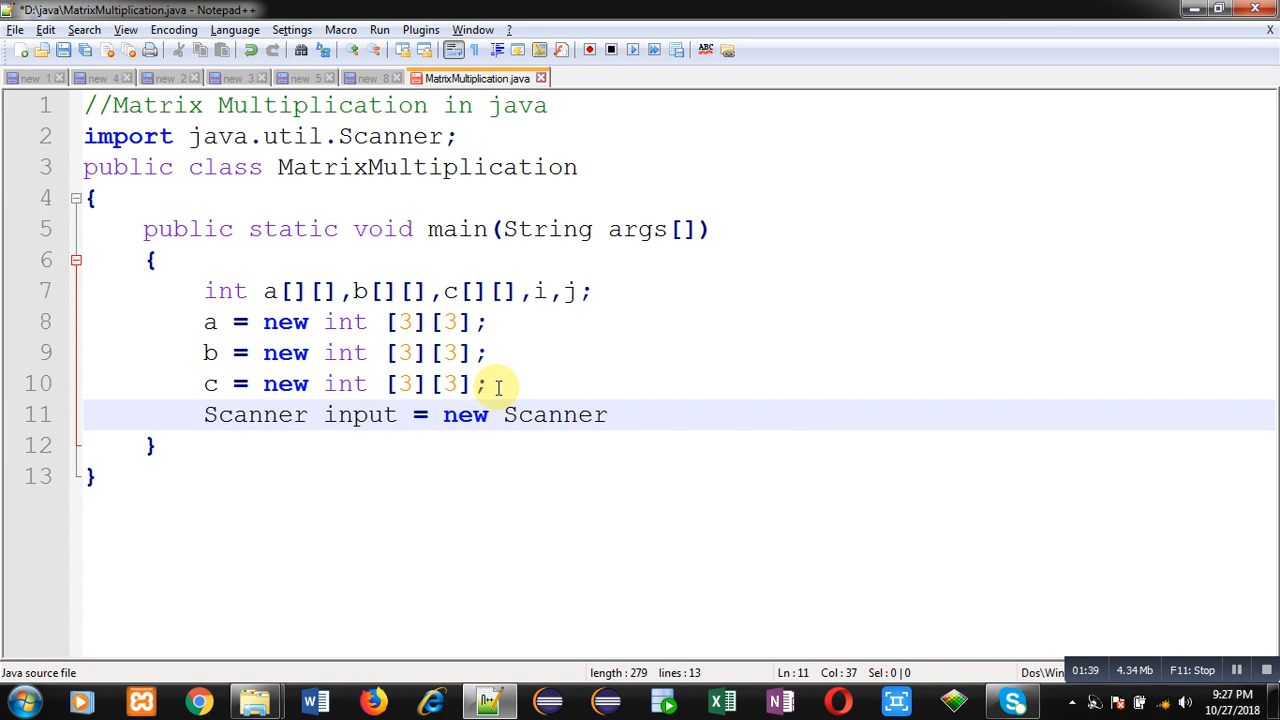 *D:\java\MatrixMultiplication.java - Notepad++
File Edit Search View Encoding Language Settings Macro Run Plugins Window ? X
new 1 new 4 new 2 new 3 new 5 new 8 MatrixMultiplication.java
1 //Matrix Multiplication in java
2 import java.util.Scanner;
3 public class MatrixMultiplication
4 {
5 public static void main(String args[])
6 {
7 int a[][],b[][],c[][],i,j;
8 a = new int [3][3];
9 b = new int [3][3];
10 c = new int [3][3];
11 Scanner input = new Scanner
12 }
13 }
Java source file length : 279 lines : 13 Ln : 11 Col : 37 Sel : 0 | 0 Dos\Win 01:39 4.34 Mb F11: Stop
9:27 PM
10/27/2018